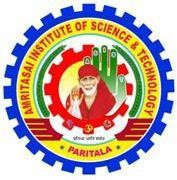 AMRITASAI INSTITUTE OF SCIENCE & TECHNOLOGY
ॐ
PARITALA